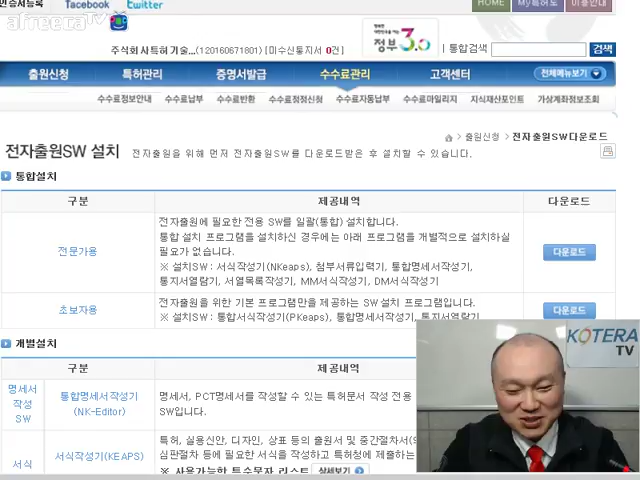 인증서등록 Facebook twitter
HOME My특허로 이용안내
afreecaTV
주식회사특허기술...(120160671801) [미수신통지서 0건]
정부3.0
통합검색 검색
출원신청 특허관리 증명서발급 수수료관리 고객센터 전체메뉴보기
수수료정보안내 수수료납부 수수료반환 수수료정정신청 수수료자동납부 수수료마일리지 지식재산포인트 가상계좌정보조회
> 출원신청 > 전자출원SW다운로드
전자출원SW 설치 전자출원을 위해 먼저 전자출원SW를 다운로드받은 후 설치할 수 있습니다.
통합설치
구분 제공내역 다운로드
전자출원에 필요한 전용 SW를 일괄(통합) 설치합니다.
통합 설치 프로그램을 설치하신 경우에는 아래 프로그램을 개별적으로 설치하실
전문가용 필요가 없습니다. 다운로드
※ 설치SW : 서식작성기(NKeaps), 첨부서류입력기, 통합명세서작성기,
통지서열람기, 서열목록작성기, MM서식작성기, DM서식작성기
초보자용 전자출원을 위한 기본 프로그램만을 제공하는 SW 설치 프로그램입니다. 다운로드
※ 설치SW : 통합서식작성기(PKeaps), 통합명세서작성기, 통지서열람기
개별설치
구분 제공내역
명세서
작성
SW
통합명세서작성기
(NK-Editor)
명세서, PCT명세서를 작성할 수 있는 특허문서 작성 전용
SW입니다.
서식
서식작성기(KEAPS)
특허, 실용신안, 디자인, 상표 등의 출원서 및 중간절차서(의
심판절차 등에 필요한 서식을 작성하고 특허청에 제출하는
※ 사용가능한 특수문자 리스트 상세보기
KOTERA
TV